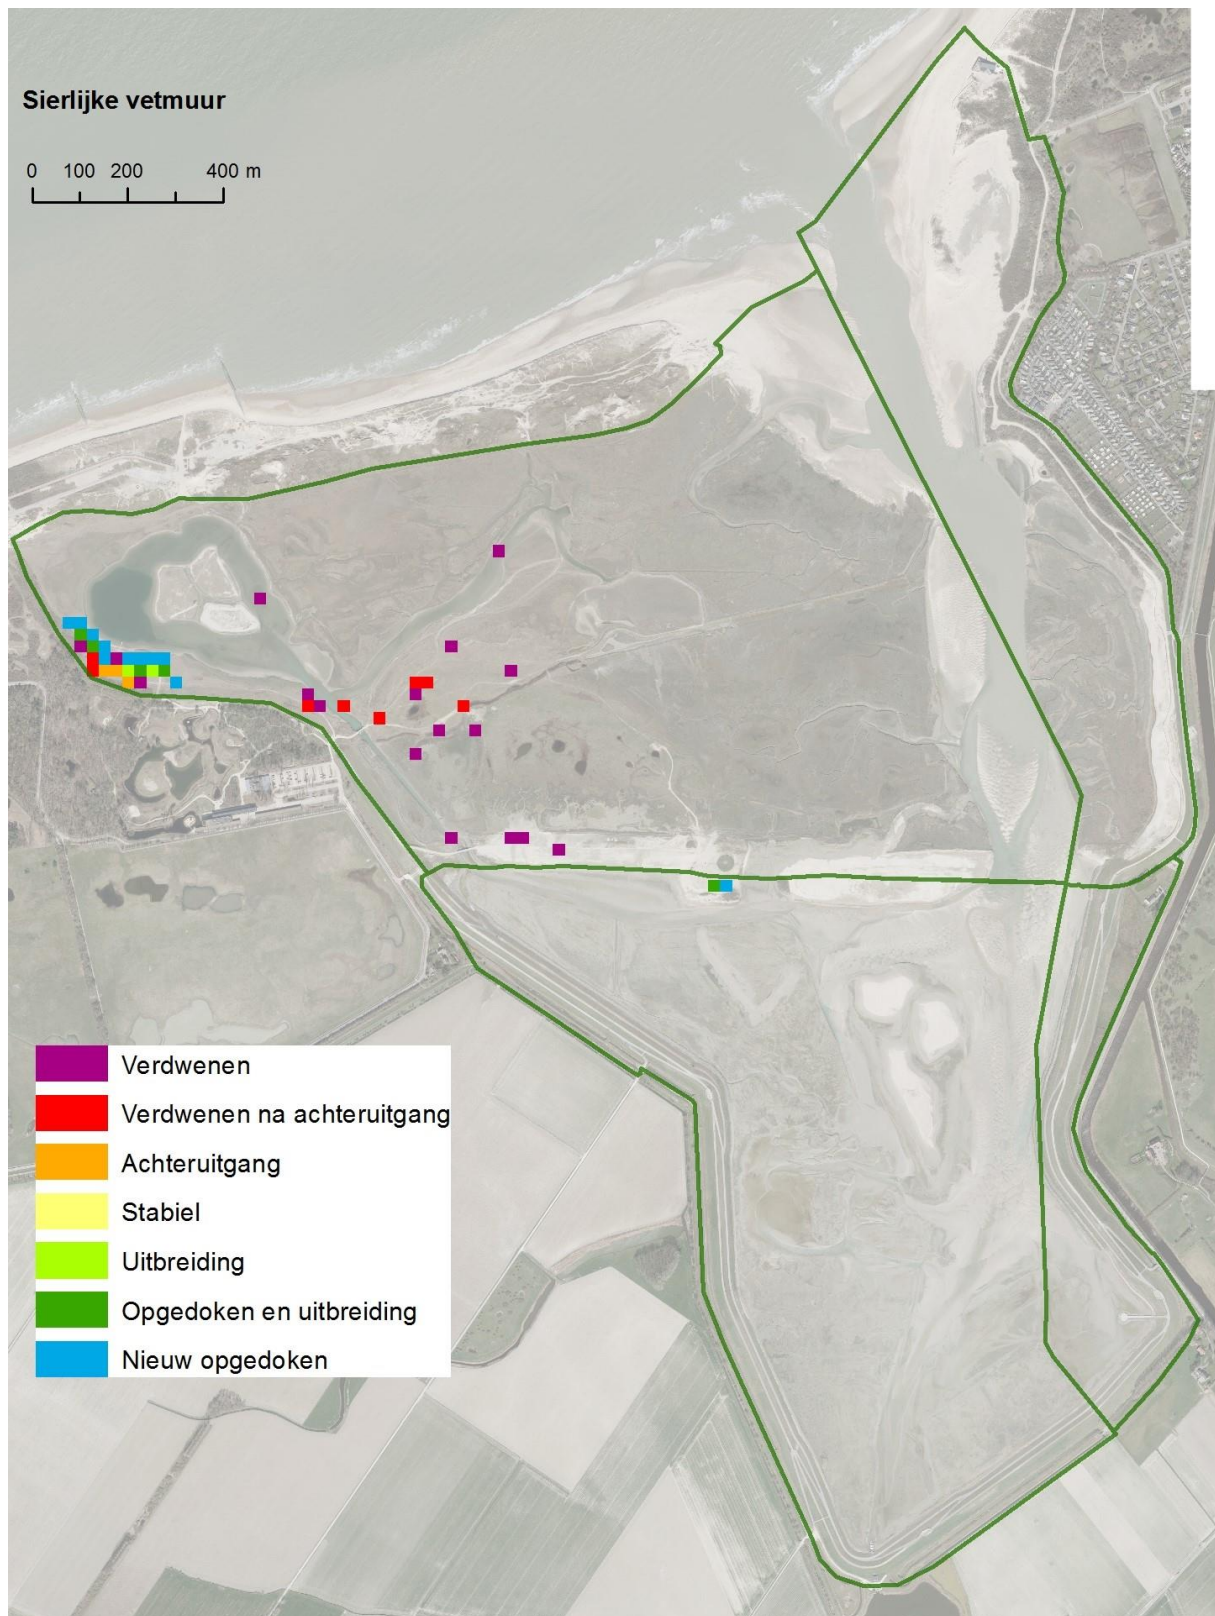 Sierlijke vetmuur
0 100 200 400 m
Verdwenen
Verdwenen na achteruitgang
Achteruitgang
Stabiel
Uitbreiding
Opgedoken en uitbreiding
Nieuw opgedoken